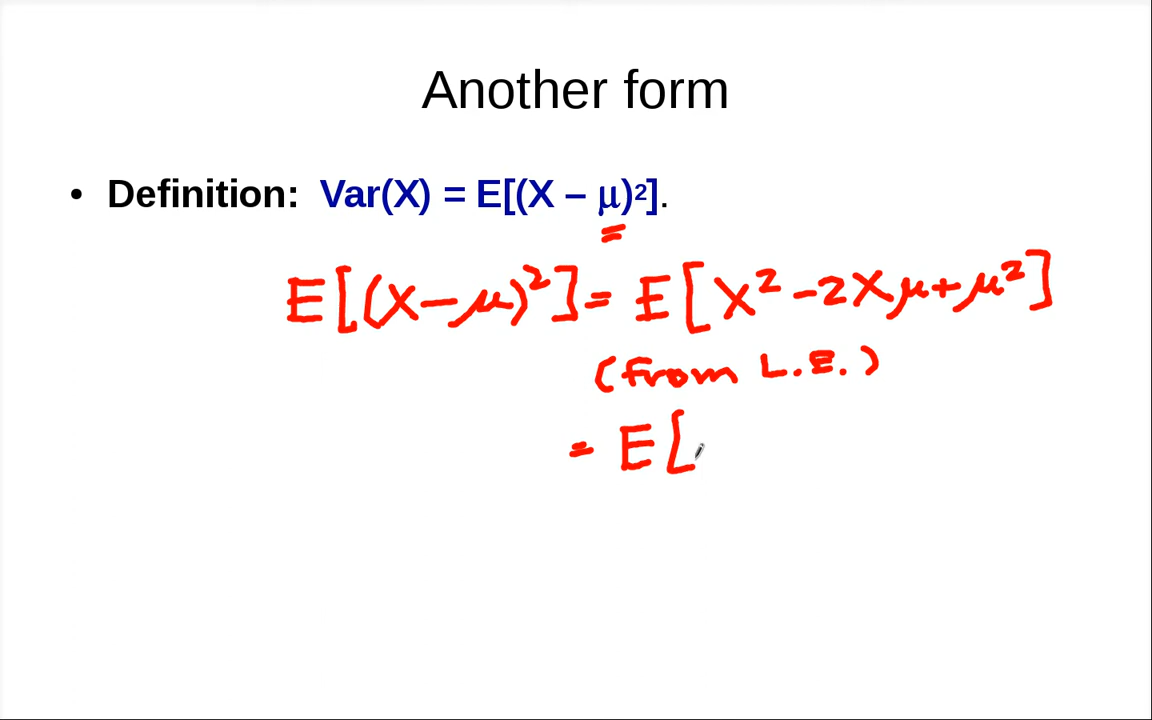 Another form
• Definition: Var(X) = E[(X – μ)²].
E[(X-μ)²] = E[X²-2Xμ+μ²]
(from L.E.)
= E[